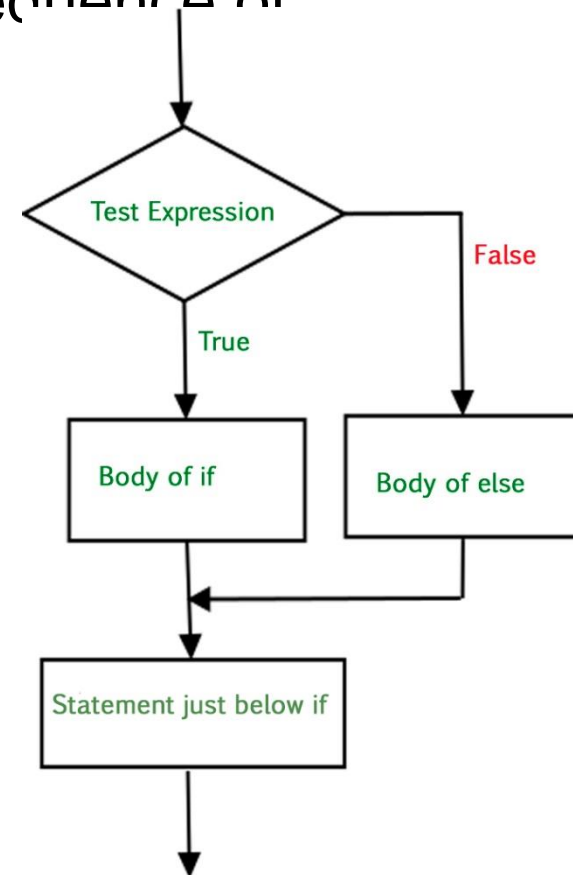 Test Expression
False
True
Body of if
Body of else
Statement just below if